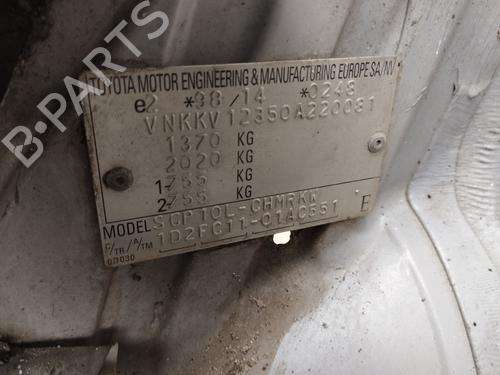 TOYOTA MOTOR ENGINEERING & MANUFACTURING EUROPE SA/NV
e2 *98/14 *0248
VNKKV12350A220081
1370 KG
2020 KG
1-755 KG
2-755 KG
MODEL SCP10L-CHMRKW
C/TR/A/TM 1D2FC11-01AC551
0D030
E
B-PARTS